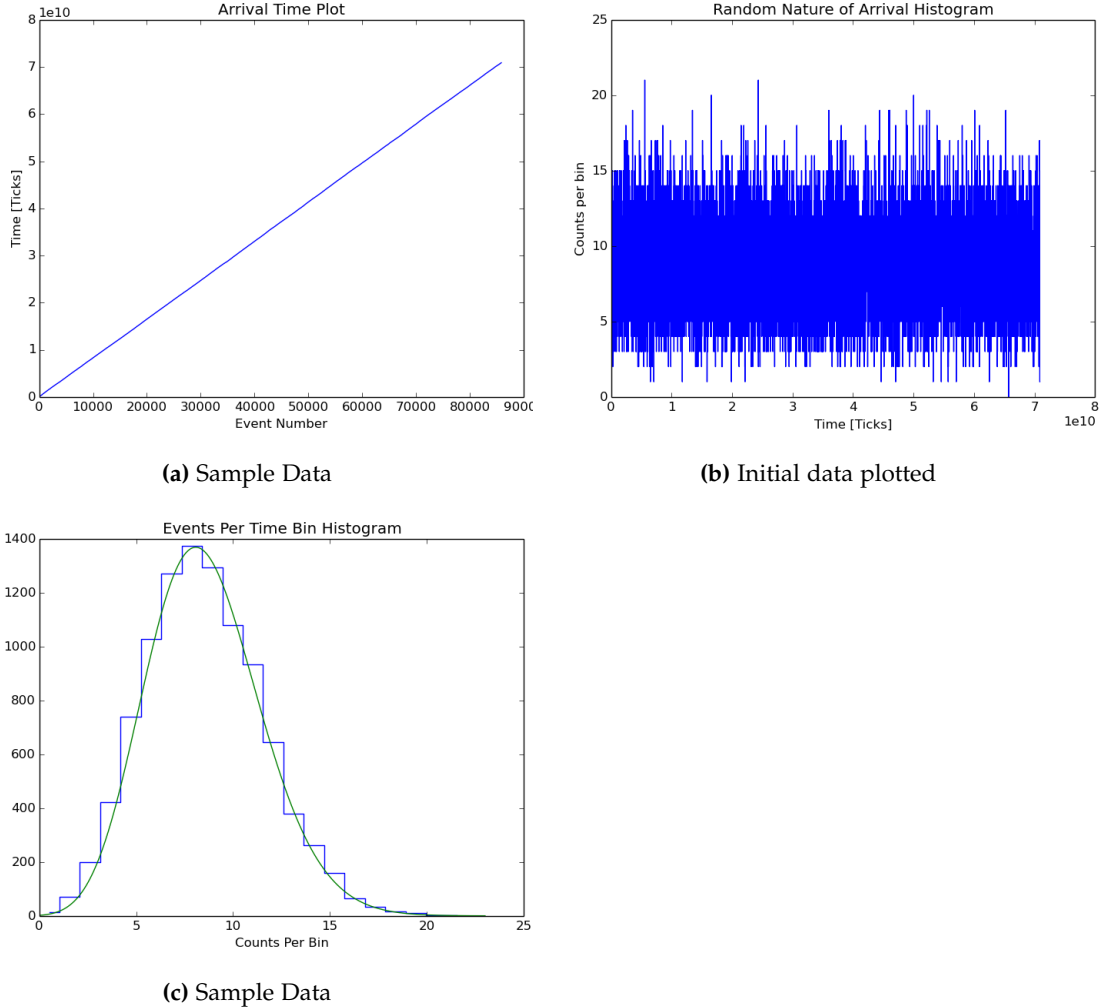 Arrival Time Plot
1e10
8
7
6
5
4
3
2
1
0
Time [Ticks]
0 10000 20000 30000 40000 50000 60000 70000 80000 9000
Event Number
(a) Sample Data
Random Nature of Arrival Histogram
25
20
15
10
5
0
Counts per bin
0 1 2 3 4 5 6 7 8
1e10
Time [Ticks]
(b) Initial data plotted
Events Per Time Bin Histogram
1400
1200
1000
800
600
400
200
0
0 5 10 15 20 25
Counts Per Bin
(c) Sample Data